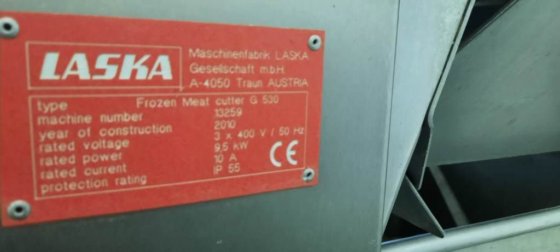 LASKA
Maschinenfabrik LASKA
Gesellschaft m.b.H
A-4050 Traun AUSTRIA
type Frozen Meat cutter G 530
machine number 13259
year of construction 2010
rated voltage 3 x 400 V / 50 Hz
rated power 9,5 kW
rated current 10 A
protection rating IP 55
CE